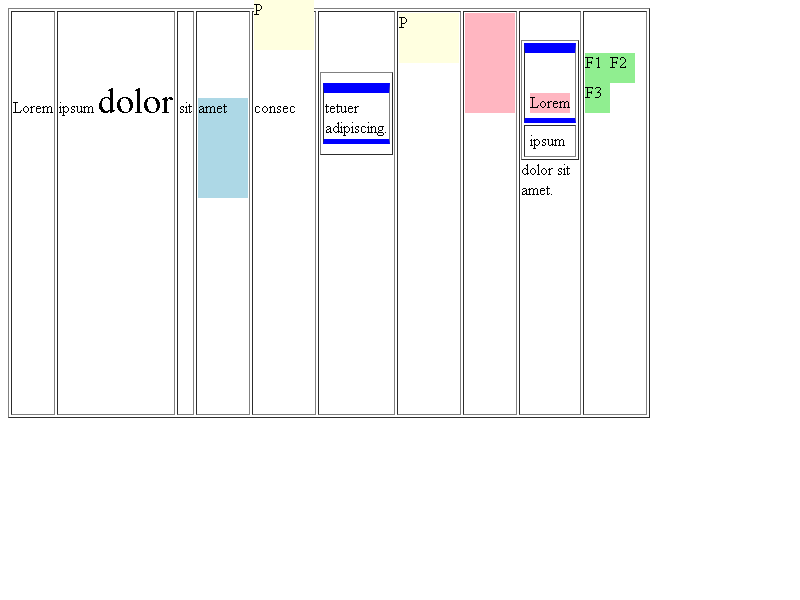 P
P
F1 F2
F3
Lorem
ipsum dolor
sit
amet
consec
tetuer
adipiscing.
Lorem
ipsum
dolor sit
amet.